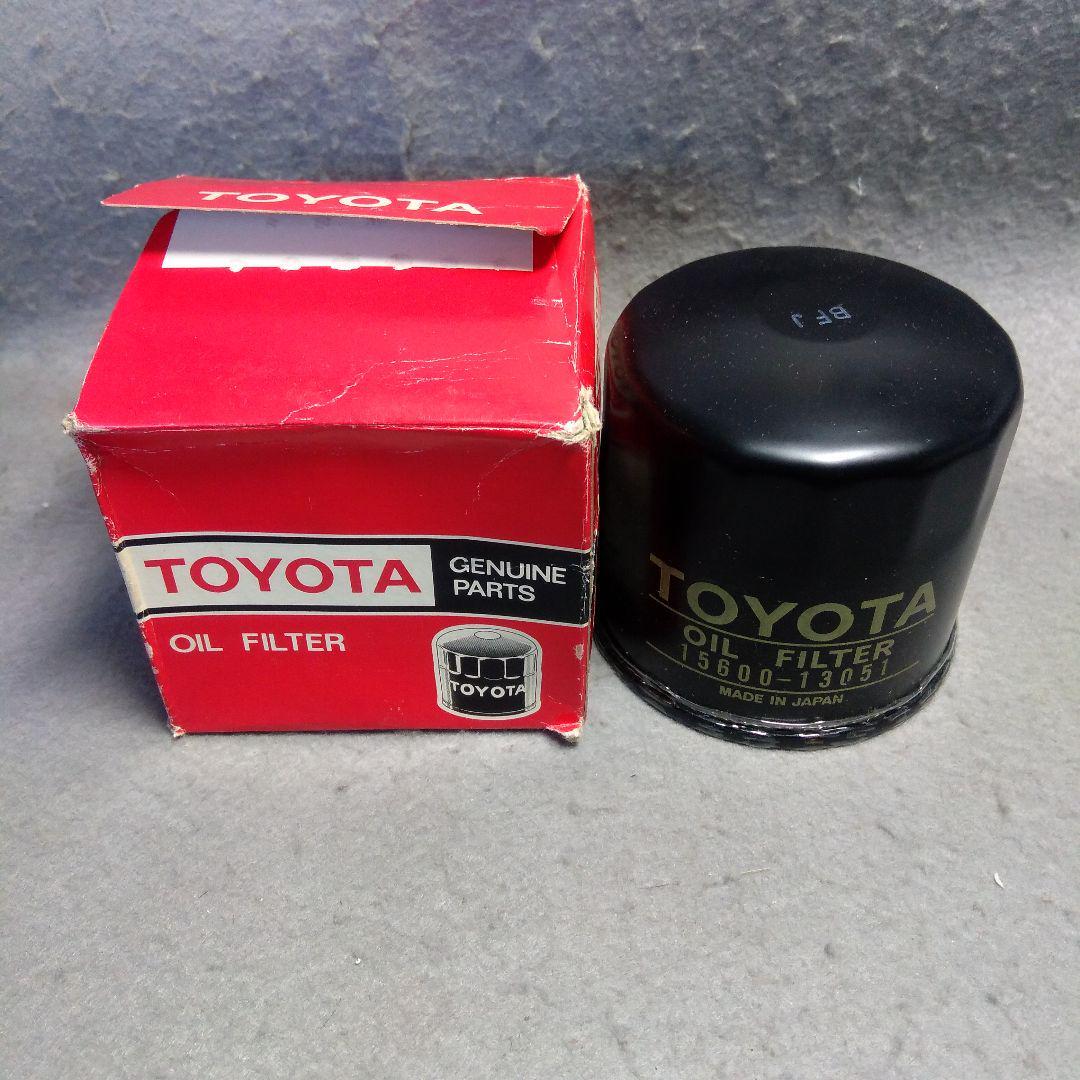 TOYOTA
TOYOTA
GENUINE
PARTS
OIL FILTER
TOYOTA
BFJ
TOYOTA
OIL FILTER
15600-13051
MADE IN JAPAN